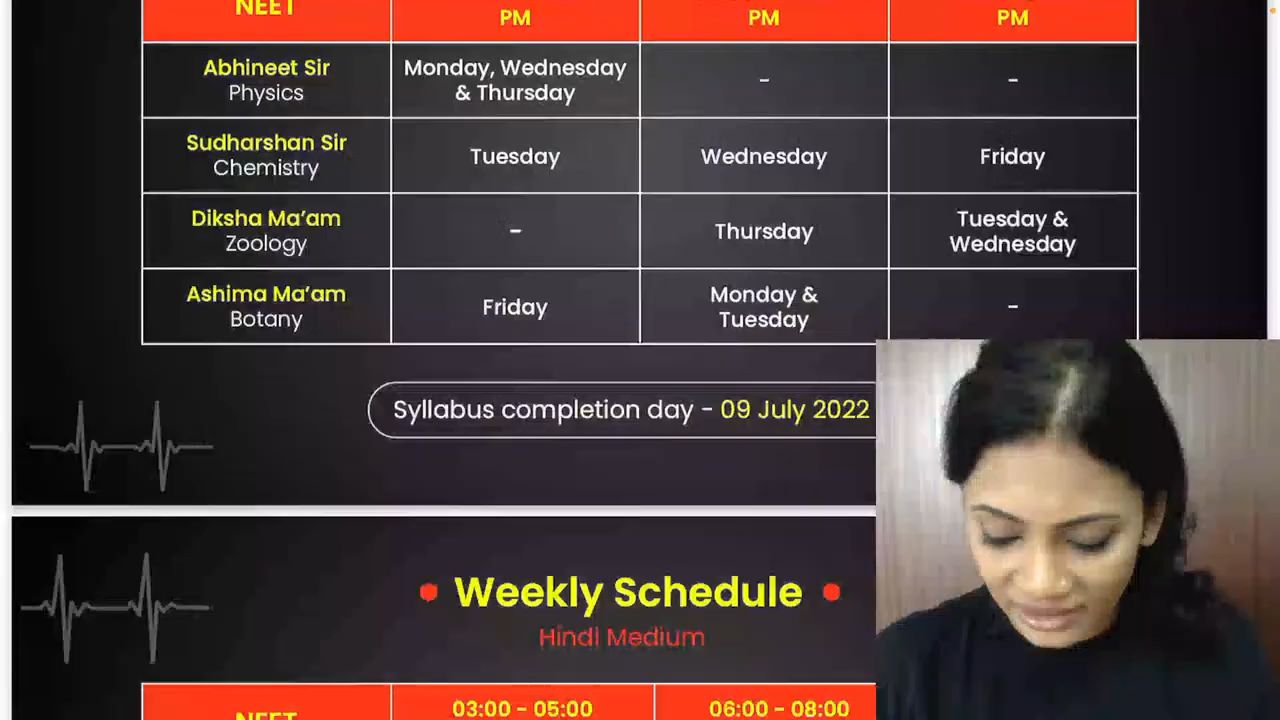 NEET
PM
PM
PM
Abhineet Sir
Physics
Monday, Wednesday
& Thursday
-
-
Sudharshan Sir
Chemistry
Tuesday
Wednesday
Friday
Diksha Ma’am
Zoology
-
Thursday
Tuesday &
Wednesday
Ashima Ma’am
Botany
Friday
Monday &
Tuesday
-
Syllabus completion day - 09 July 2022
Weekly Schedule
Hindi Medium
NEET
03:00 - 05:00
06:00 - 08:00